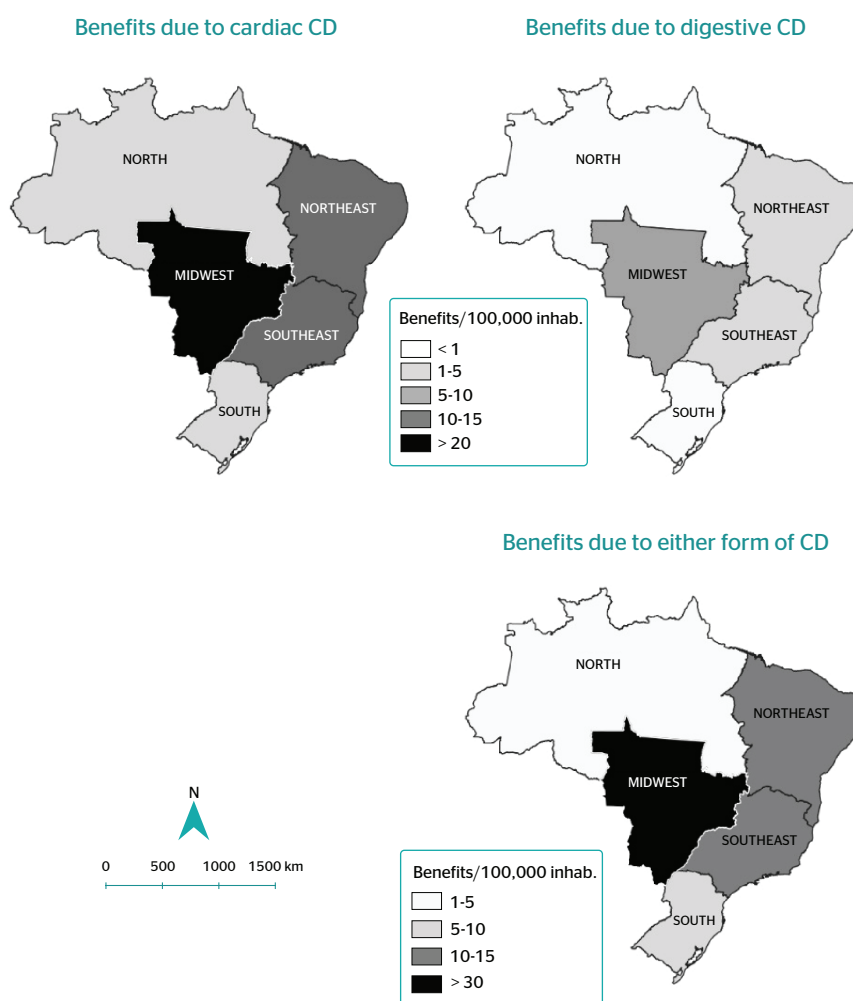 Benefits due to cardiac CD
NORTH
NORTHEAST
MIDWEST
SOUTHEAST
SOUTH
Benefits due to digestive CD
NORTH
NORTHEAST
MIDWEST
SOUTHEAST
SOUTH
Benefits/100,000 inhab.
< 1
1-5
5-10
10-15
> 20
Benefits due to either form of CD
NORTH
NORTHEAST
MIDWEST
SOUTHEAST
SOUTH
N
0 500 1000 1500 km
Benefits/100,000 inhab.
1-5
5-10
10-15
> 30